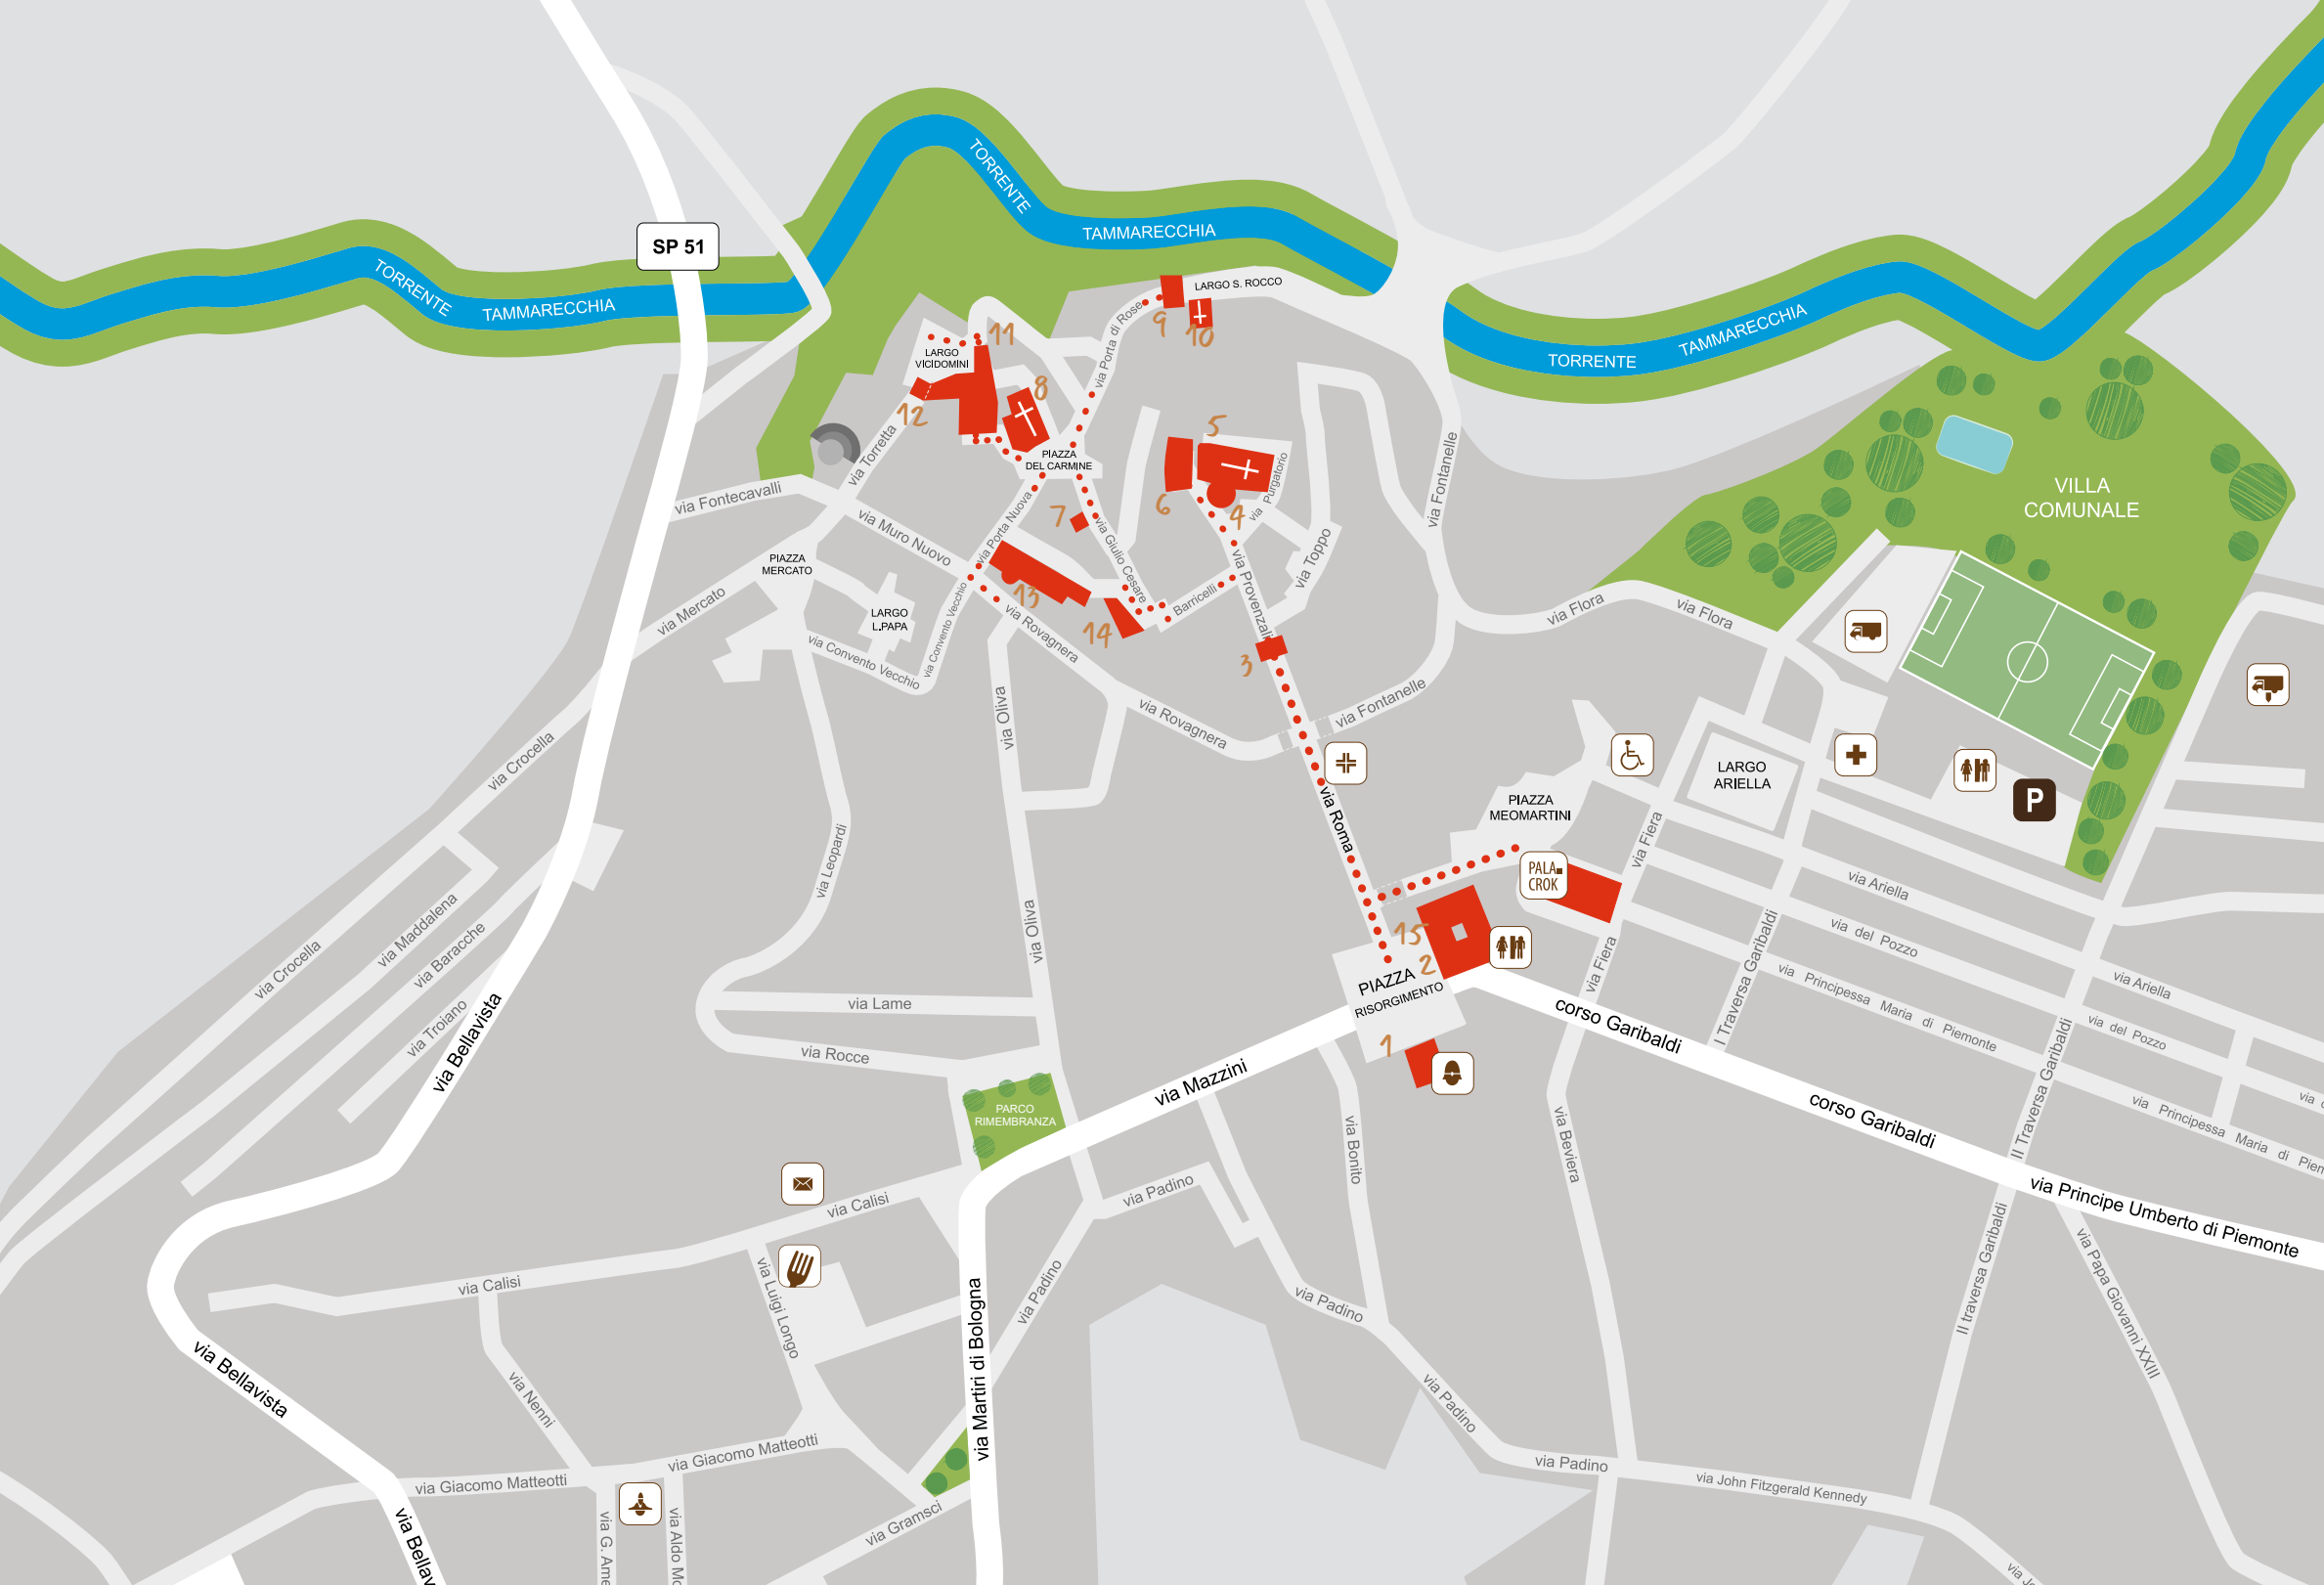 TORRENTE
TAMMARECCHIA
SP 51
TORRENTE
TAMMARECCHIA
LARGO S. ROCCO
TORRENTE
TAMMARECCHIA
9
10
11
LARGO
VICIDOMINI
8
12
via Porta di Rose
via Torretta
PIAZZA
DEL CARMINE
5
6
4
7
via Purgatorio
via Fontanelle
VILLA
COMUNALE
via Fontecavalli
via Muro Nuovo
via Porta Nuova
via Giulio Cesare
via Provenzali
via Toppo
PIAZZA
MERCATO
via Mercato
LARGO
L.PAPA
via Convento Vecchio
via Convento Vecchio
13
14
Barricelli
via Rovagnera
3
via Flora
via Flora
via Oliva
via Rovagnera
via Fontanelle
via Crocella
via Roma
PIAZZA
MEOMARTINI
LARGO
ARIELLA
P
via Leopardi
PALA
CROK
via Fiera
via Ariella
via Maddalena
via Baracche
via Crocella
via Troiano
via Bellavista
via Oliva
15
2
PIAZZA
RISORGIMENTO
1
via Fiera
I Traversa Garibaldi
via del Pozzo
via Principessa Maria di Piemonte
via Ariella
via del Pozzo
via Lame
via Rocce
corso Garibaldi
II Traversa Garibaldi
via Mazzini
PARCO
RIMEMBRANZA
via Bonito
via Beviera
corso Garibaldi
via Principessa Maria di Piem
via Calisi
via Padino
via Principe Umberto di Piemonte
via Calisi
via Luigi Longo
via Padino
via Padino
II traversa Garibaldi
via Papa Giovanni XXIII
via Bellavista
via Nenni
via Martiri di Bologna
via Padino
via Giacomo Matteotti
via Giacomo Matteotti
via Padino
via John Fitzgerald Kennedy
via Bellav
via G. Ame
via Aldo Mo
via Gramsci